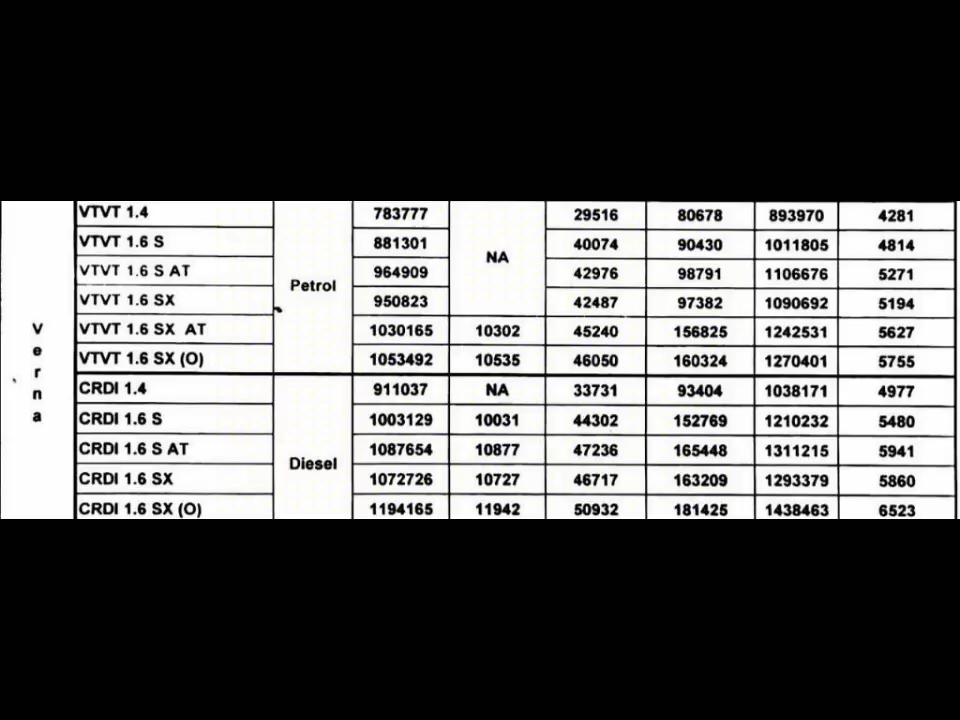 VTVT 1.4 783777 29516 80678 893970 4281
VTVT 1.6 S 881301 NA 40074 90430 1011805 4814
VTVT 1.6 S AT 964909 42976 98791 1106676 5271
Petrol
VTVT 1.6 SX 950823 42487 97382 1090692 5194
VTVT 1.6 SX AT 1030165 10302 45240 156825 1242531 5627
VTVT 1.6 SX (O) 1053492 10535 46050 160324 1270401 5755
Verna
CRDI 1.4 911037 NA 33731 93404 1038171 4977
CRDI 1.6 S 1003129 10031 44302 152769 1210232 5480
CRDI 1.6 S AT 1087654 10877 47236 165448 1311215 5941
Diesel
CRDI 1.6 SX 1072726 10727 46717 163209 1293379 5860
CRDI 1.6 SX (O) 1194165 11942 50932 181425 1438463 6523